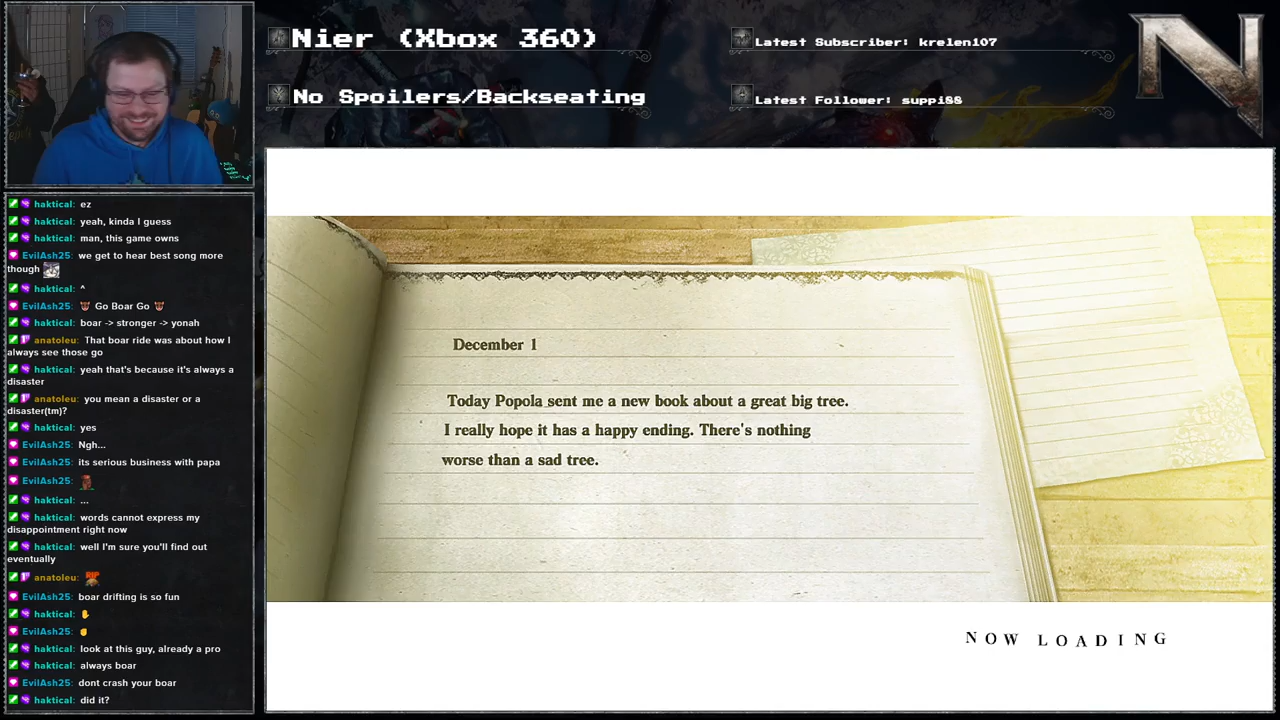 Nier (Xbox 360)
No Spoilers/Backseating
Latest Subscriber: krelen107
Latest Follower: suppi88
N
haktical: ez
haktical: yeah, kinda I guess
haktical: man, this game owns
EvilAsh25: we get to hear best song more
though
haktical: ^
EvilAsh25: Go Boar Go
haktical: boar -> stronger -> yonah
anatoleu: That boar ride was about how I
always see those go
haktical: yeah that's because it's always a
disaster
anatoleu: you mean a disaster or a
disaster(tm)?
haktical: yes
EvilAsh25: Ngh...
EvilAsh25: its serious business with papa
EvilAsh25:
haktical: ...
haktical: words cannot express my
disappointment right now
haktical: well I'm sure you'll find out
eventually
anatoleu: RIP
EvilAsh25: boar drifting is so fun
haktical: ✋
EvilAsh25:
haktical: look at this guy, already a pro
haktical: always boar
EvilAsh25: dont crash your boar
haktical: did it?
December 1
Today Popola sent me a new book about a great big tree.
I really hope it has a happy ending. There's nothing
worse than a sad tree.
NOW LOADING